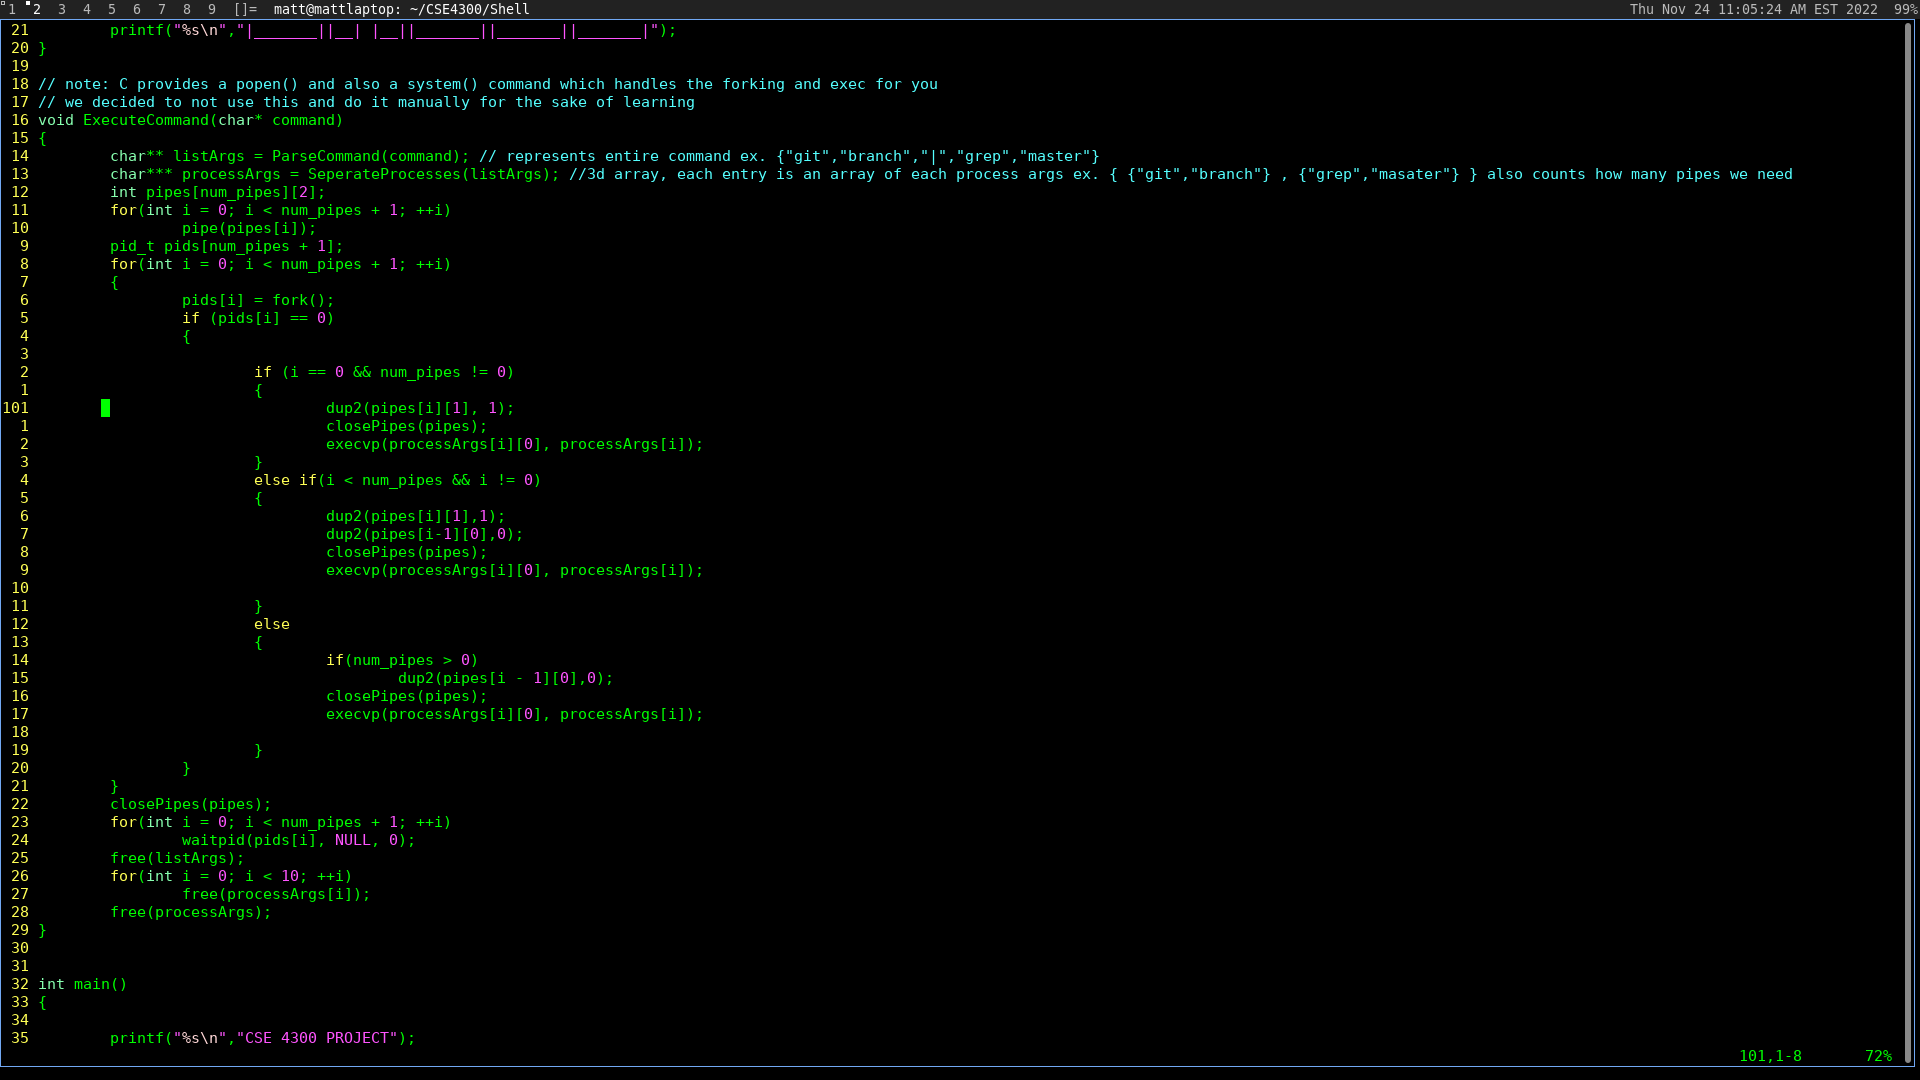 1 2 3 4 5 6 7 8 9 []= matt@mattlaptop: ~/CSE4300/Shell Thu Nov 24 11:05:24 AM EST 2022 99%
21         printf("%s\n","|_______||__| |__||_______||_______||_______|");
20 }
19
18 // note: C provides a popen() and also a system() command which handles the forking and exec for you
17 // we decided to not use this and do it manually for the sake of learning
16 void ExecuteCommand(char* command)
15 {
14         char** listArgs = ParseCommand(command); // represents entire command ex. {"git","branch","|","grep","master"}
13         char*** processArgs = SeperateProcesses(listArgs); //3d array, each entry is an array of each process args ex. { {"git","branch"} , {"grep","masater"} } also counts how many pipes we need
12         int pipes[num_pipes][2];
11         for(int i = 0; i < num_pipes + 1; ++i)
10                 pipe(pipes[i]);
9         pid_t pids[num_pipes + 1];
8         for(int i = 0; i < num_pipes + 1; ++i)
7         {
6                 pids[i] = fork();
5                 if (pids[i] == 0)
4                 {
3
2                         if (i == 0 && num_pipes != 0)
1                         {
101                                 dup2(pipes[i][1], 1);
1                                 closePipes(pipes);
2                                 execvp(processArgs[i][0], processArgs[i]);
3                         }
4                         else if(i < num_pipes && i != 0)
5                         {
6                                 dup2(pipes[i][1],1);
7                                 dup2(pipes[i-1][0],0);
8                                 closePipes(pipes);
9                                 execvp(processArgs[i][0], processArgs[i]);
10
11                         }
12                         else
13                         {
14                                 if(num_pipes > 0)
15                                         dup2(pipes[i - 1][0],0);
16                                 closePipes(pipes);
17                                 execvp(processArgs[i][0], processArgs[i]);
18
19                         }
20                 }
21         }
22         closePipes(pipes);
23         for(int i = 0; i < num_pipes + 1; ++i)
24                 waitpid(pids[i], NULL, 0);
25         free(listArgs);
26         for(int i = 0; i < 10; ++i)
27                 free(processArgs[i]);
28         free(processArgs);
29 }
30
31
32 int main()
33 {
34
35         printf("%s\n","CSE 4300 PROJECT");
101,1-8 72%